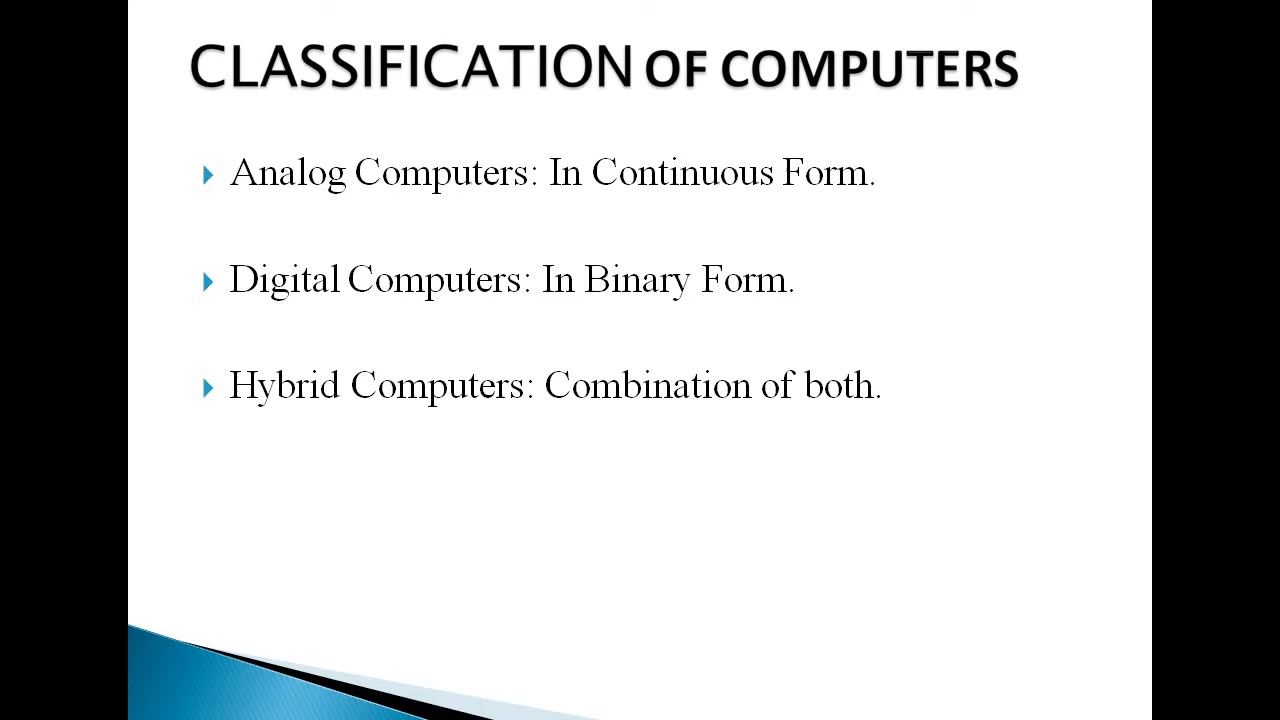 CLASSIFICATION OF COMPUTERS
Analog Computers: In Continuous Form.
Digital Computers: In Binary Form.
Hybrid Computers: Combination of both.